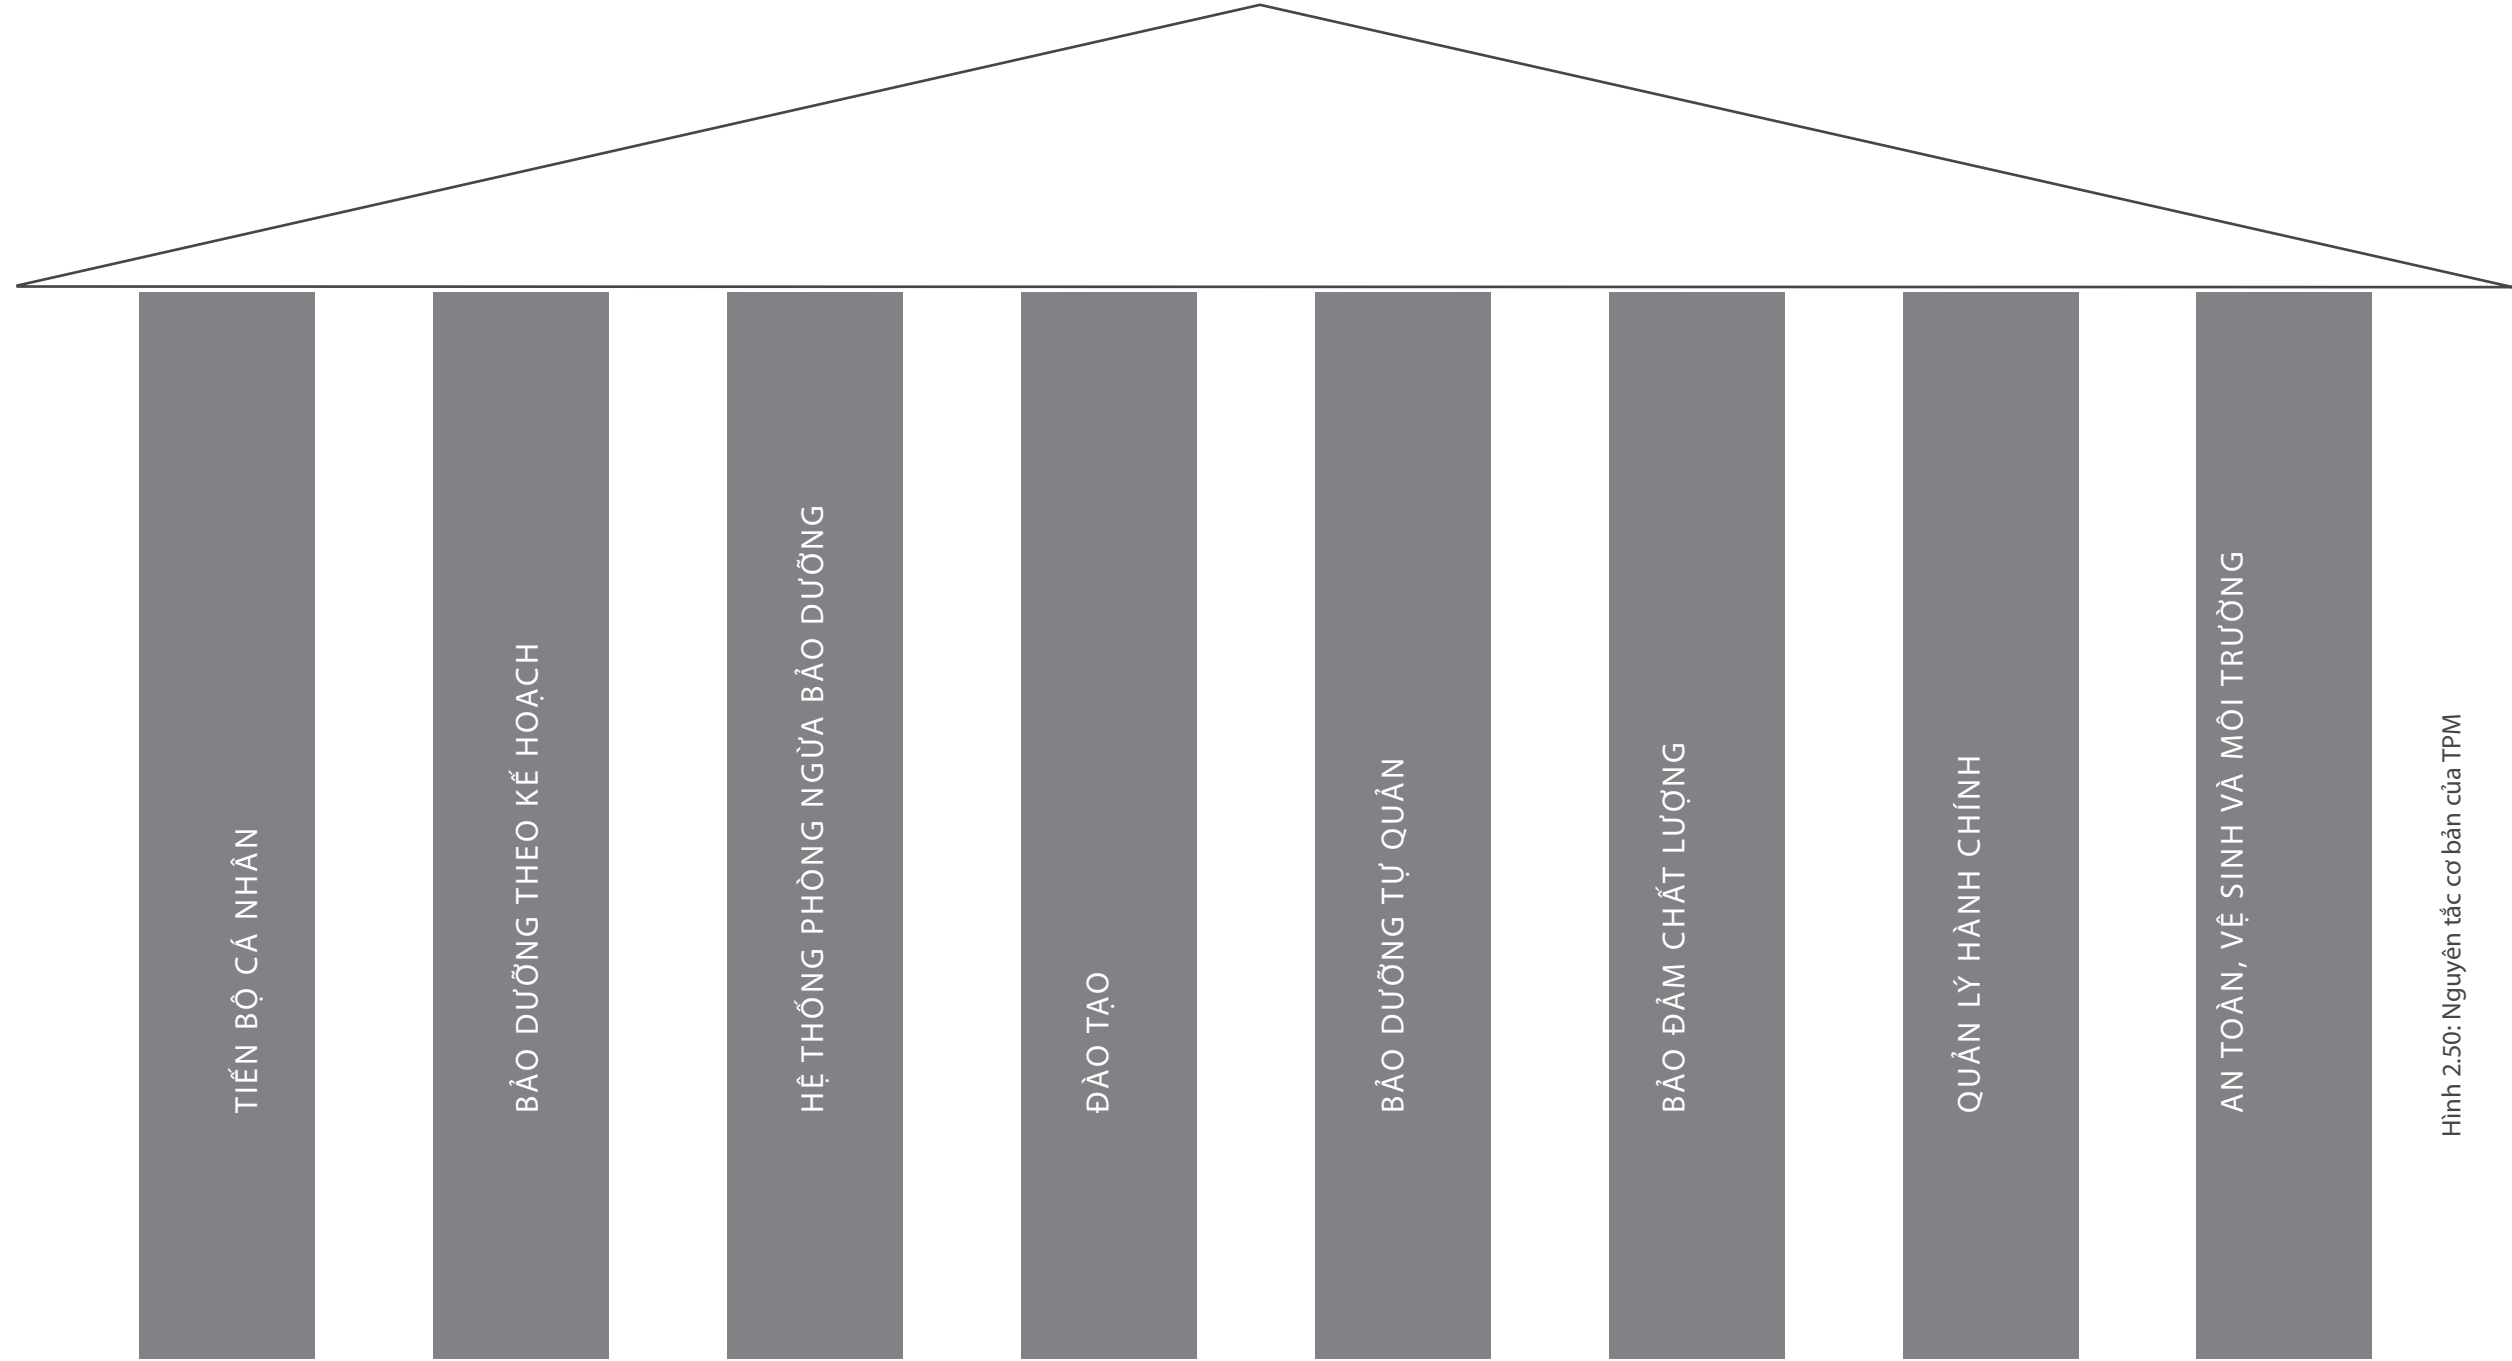 TIẾN BỘ CÁ NHÂN
BẢO DƯỠNG THEO KẾ HOẠCH
HỆ THỐNG PHÒNG NGỪA BẢO DƯỠNG
ĐÀO TẠO
BẢO DƯỠNG TỰ QUẢN
BẢO ĐẢM CHẤT LƯỢNG
QUẢN LÝ HÀNH CHÍNH
AN TOÀN, VỆ SINH VÀ MÔI TRƯỜNG
Hình 2.50: Nguyên tắc cơ bản của TPM